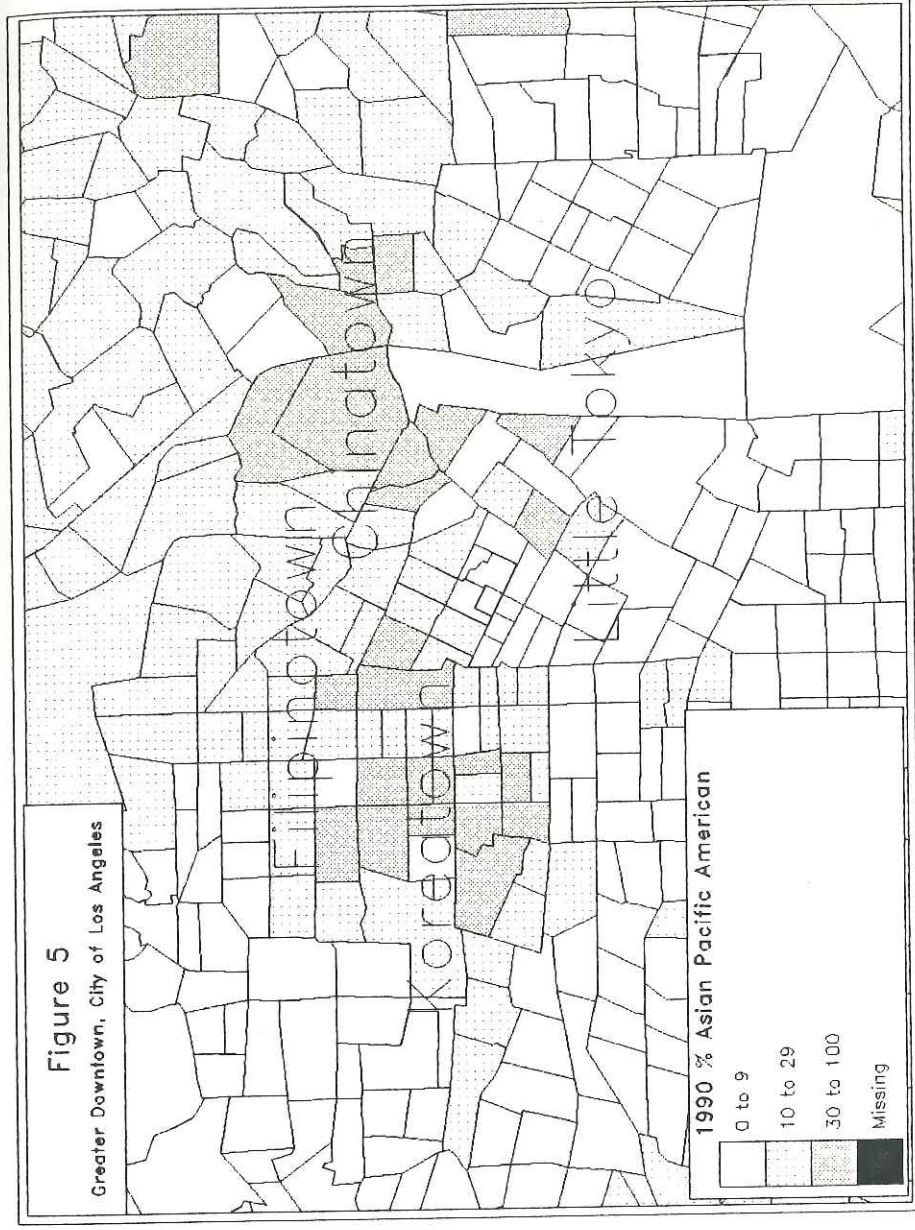 Figure 5
Greater Downtown, City of Los Angeles
Filipinotown
Chinatown
Koreatown
Little Tokyo
1990 % Asian Pacific American
0 to 9
10 to 29
30 to 100
Missing